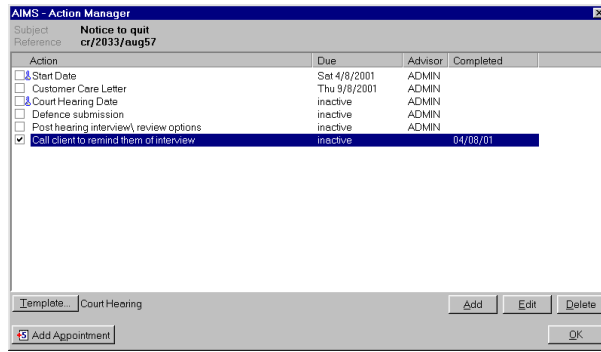 AIMS - Action Manager
Subject Notice to quit
Reference cr/2033/aug57
Action Due Advisor Completed
Start Date Sat 4/8/2001 ADMIN
Customer Care Letter Thu 9/8/2001 ADMIN
Court Hearing Date inactive ADMIN
Defence submission inactive ADMIN
Post hearing interview\ review options inactive ADMIN
Call client to remind them of interview inactive 04/08/01
Template... Court Hearing Add Edit Delete
Add Appointment OK